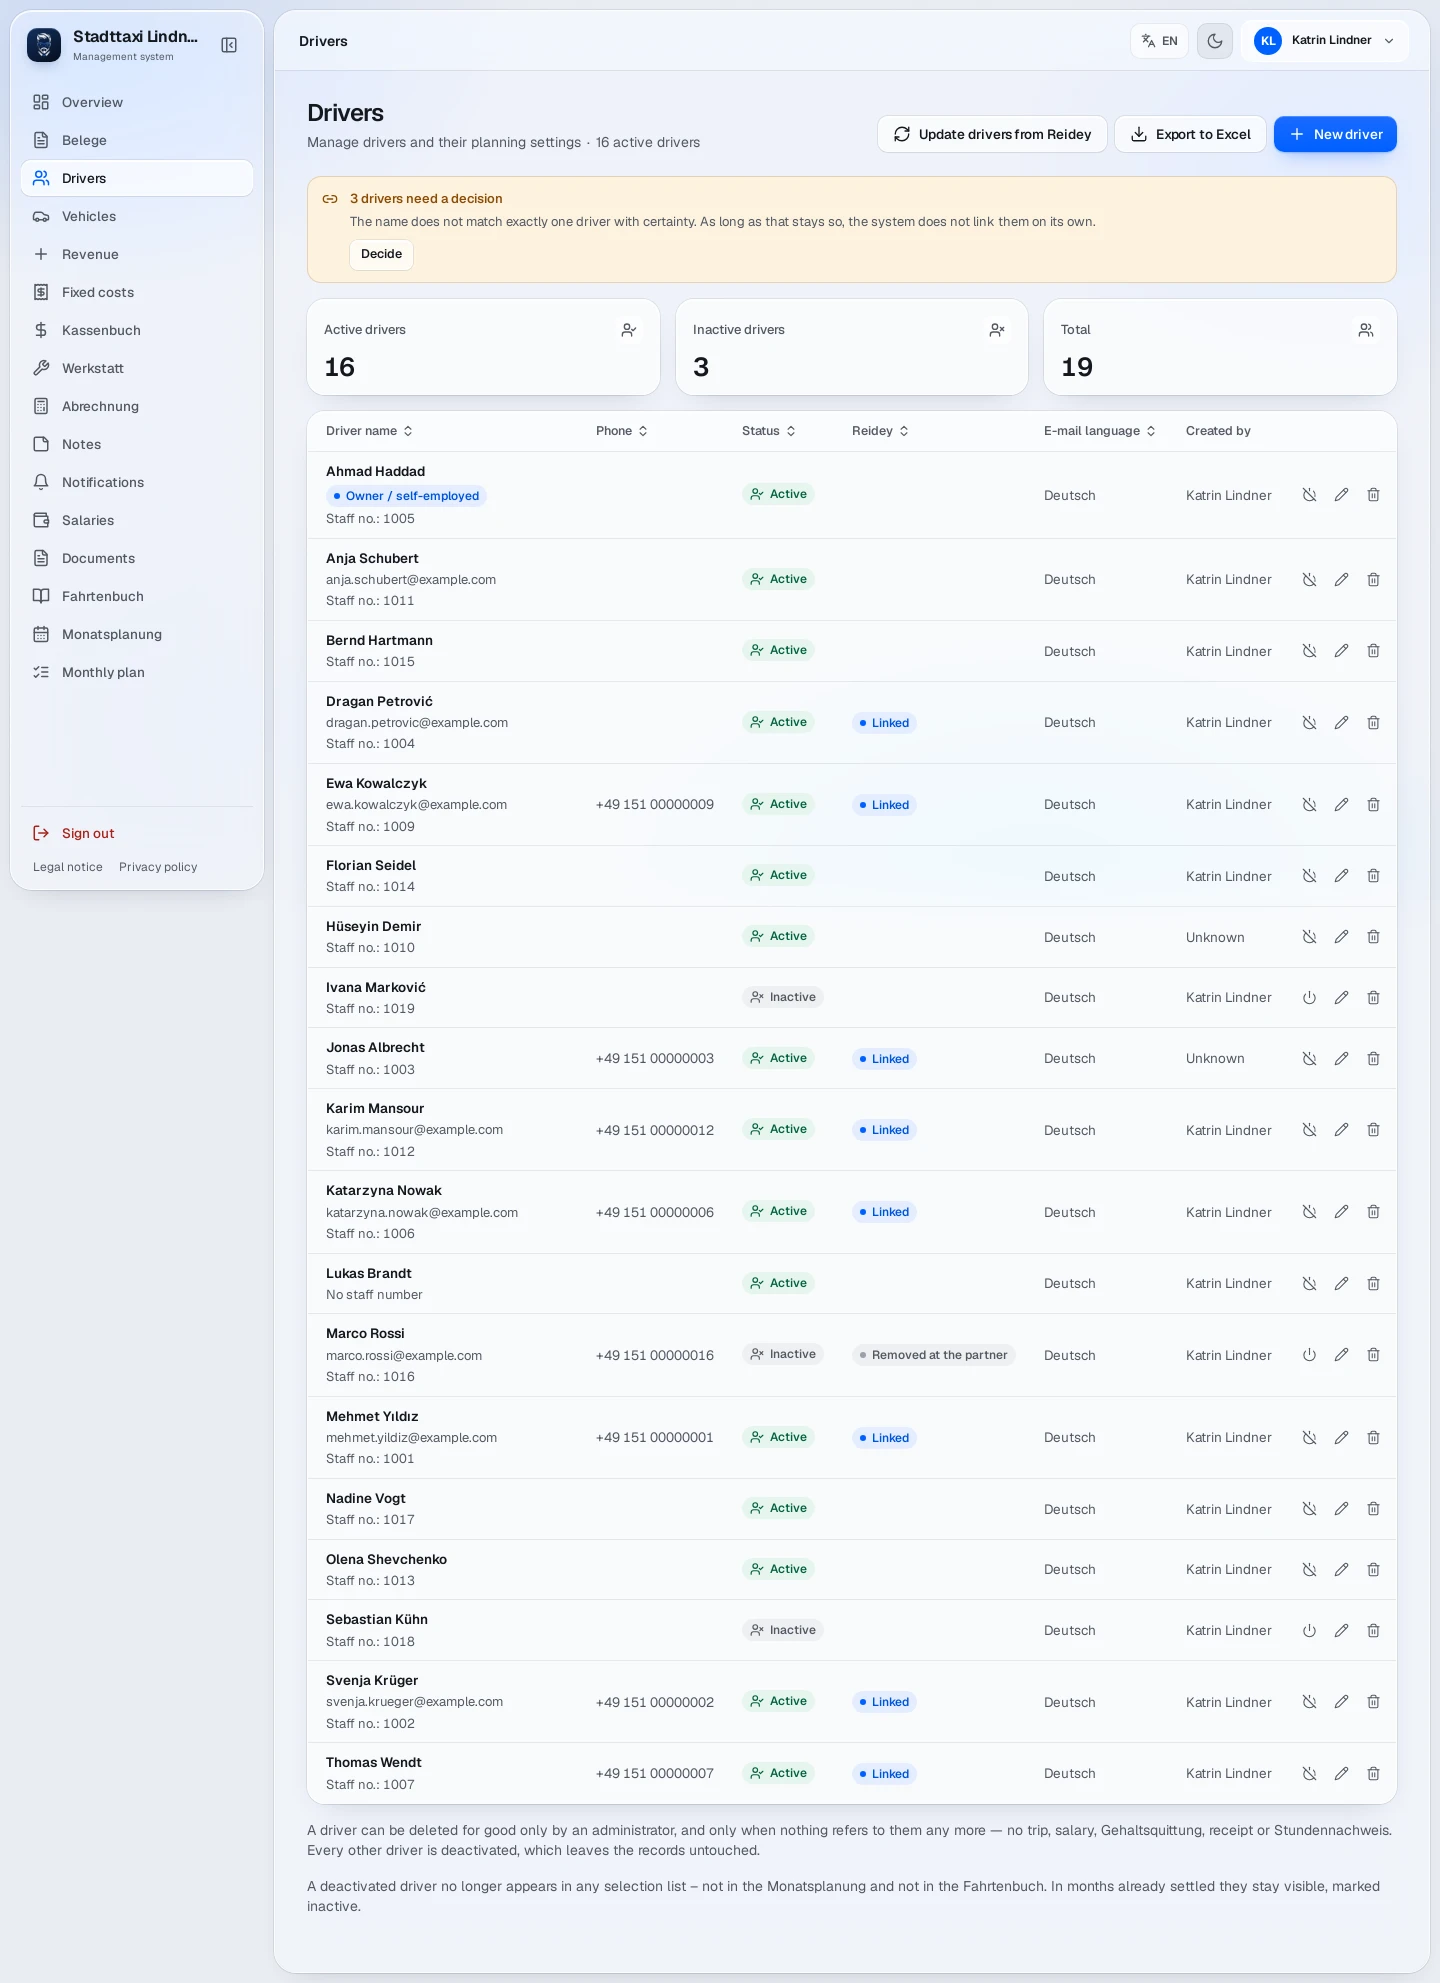 Stadttaxi Lindn...
Management system
Overview
Belege
Drivers
Vehicles
Revenue
Fixed costs
Kassenbuch
Werkstatt
Abrechnung
Notes
Notifications
Salaries
Documents
Fahrtenbuch
Monatsplanung
Monthly plan
Sign out
Legal notice Privacy policy
Drivers
EN
KL Katrin Lindner
Drivers
Manage drivers and their planning settings · 16 active drivers
Update drivers from Reidey
Export to Excel
New driver
3 drivers need a decision
The name does not match exactly one driver with certainty. As long as that stays so, the system does not link them on its own.
Decide
Active drivers
16
Inactive drivers
3
Total
19
Driver name Phone Status Reidey E-mail language Created by
Ahmad Haddad
Owner / self-employed
Staff no.: 1005
Active Deutsch Katrin Lindner
Anja Schubert
anja.schubert@example.com
Staff no.: 1011
Active Deutsch Katrin Lindner
Bernd Hartmann
Staff no.: 1015
Active Deutsch Katrin Lindner
Dragan Petrović
dragan.petrovic@example.com
Staff no.: 1004
Active Linked Deutsch Katrin Lindner
Ewa Kowalczyk
ewa.kowalczyk@example.com
Staff no.: 1009
+49 151 00000009 Active Linked Deutsch Katrin Lindner
Florian Seidel
Staff no.: 1014
Active Deutsch Katrin Lindner
Hüseyin Demir
Staff no.: 1010
Active Deutsch Unknown
Ivana Marković
Staff no.: 1019
Inactive Deutsch Katrin Lindner
Jonas Albrecht
Staff no.: 1003
+49 151 00000003 Active Linked Deutsch Unknown
Karim Mansour
karim.mansour@example.com
Staff no.: 1012
+49 151 00000012 Active Linked Deutsch Katrin Lindner
Katarzyna Nowak
katarzyna.nowak@example.com
Staff no.: 1006
+49 151 00000006 Active Linked Deutsch Katrin Lindner
Lukas Brandt
No staff number
Active Deutsch Katrin Lindner
Marco Rossi
marco.rossi@example.com
Staff no.: 1016
+49 151 00000016 Inactive Removed at the partner Deutsch Katrin Lindner
Mehmet Yıldız
mehmet.yildiz@example.com
Staff no.: 1001
+49 151 00000001 Active Linked Deutsch Katrin Lindner
Nadine Vogt
Staff no.: 1017
Active Deutsch Katrin Lindner
Olena Shevchenko
Staff no.: 1013
Active Deutsch Katrin Lindner
Sebastian Kühn
Staff no.: 1018
Inactive Deutsch Katrin Lindner
Svenja Krüger
svenja.krueger@example.com
Staff no.: 1002
+49 151 00000002 Active Linked Deutsch Katrin Lindner
Thomas Wendt
Staff no.: 1007
+49 151 00000007 Active Linked Deutsch Katrin Lindner
A driver can be deleted for good only by an administrator, and only when nothing refers to them any more — no trip, salary, Gehaltsquittung, receipt or Stundennachweis.
Every other driver is deactivated, which leaves the records untouched.
A deactivated driver no longer appears in any selection list – not in the Monatsplanung and not in the Fahrtenbuch. In months already settled they stay visible, marked
inactive.